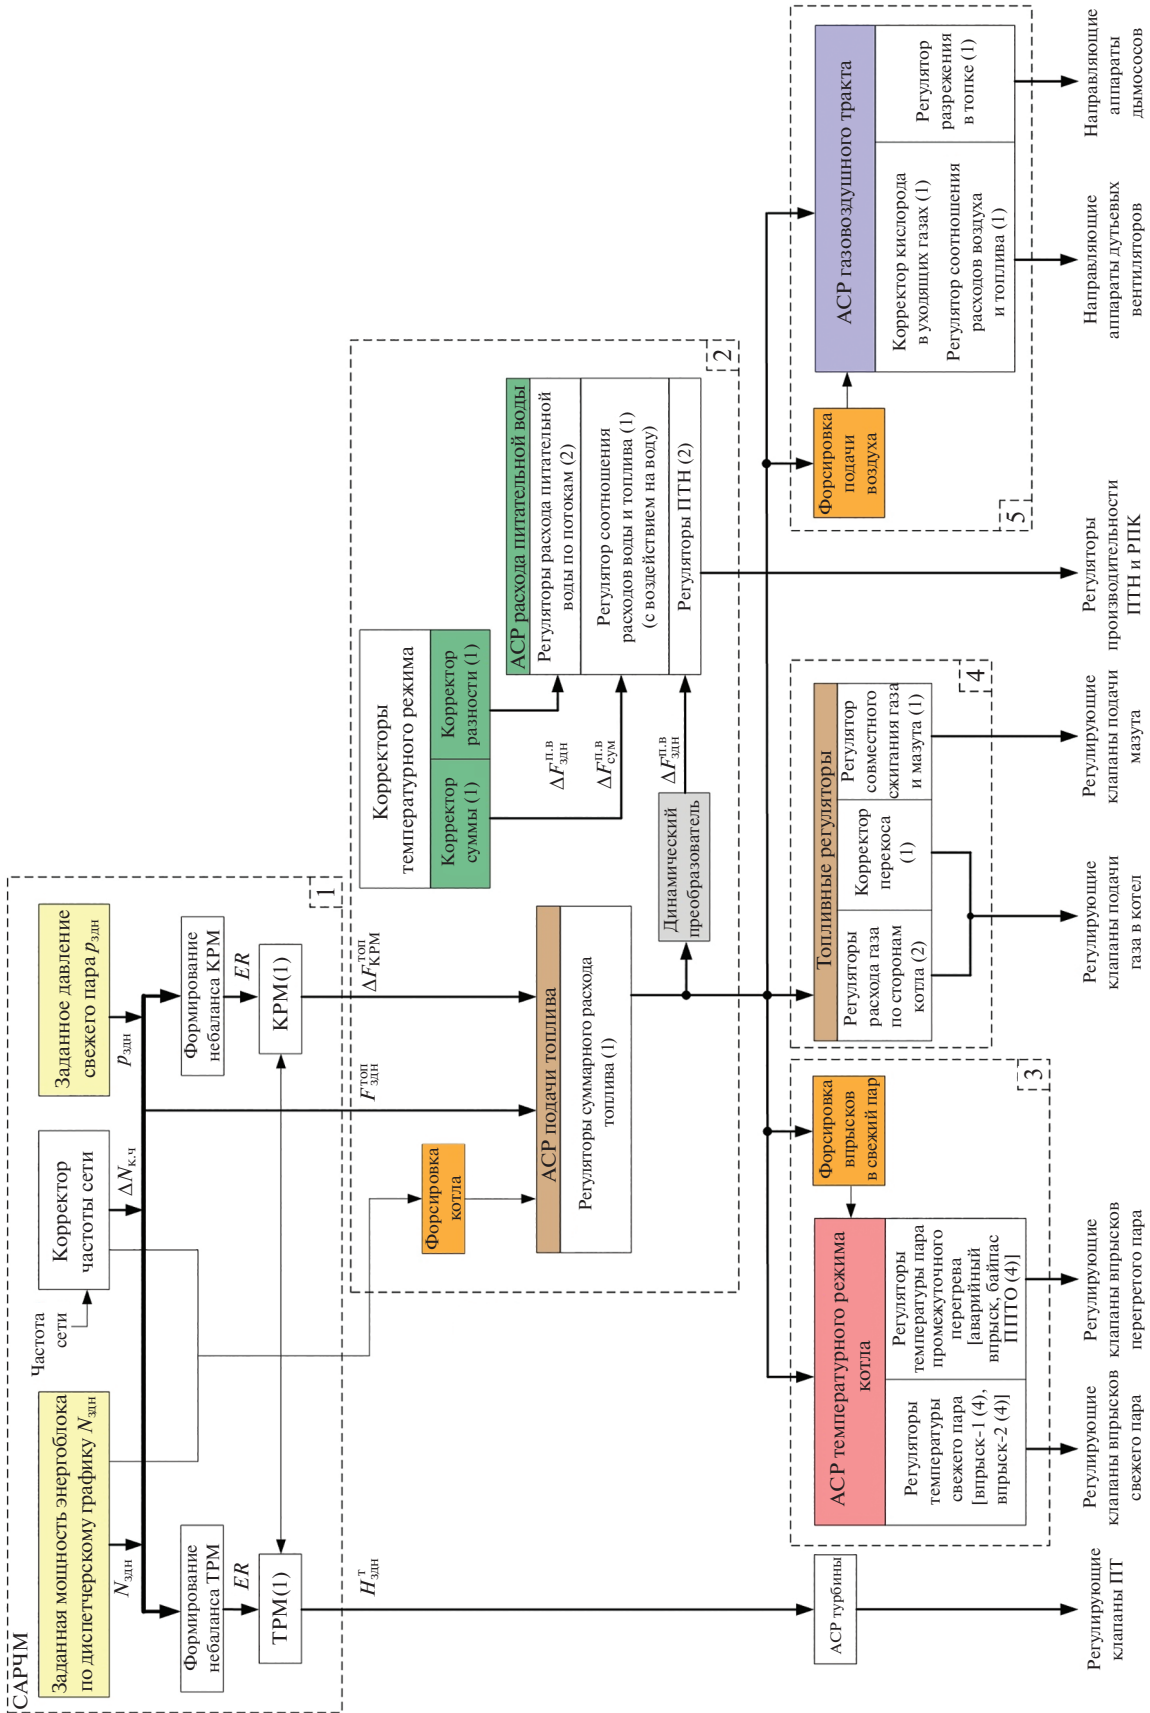 САРЧМ
Заданная мощность энергоблока
по диспетчерскому графику Nздн
Частота
сети
Корректор
частоты сети
Заданное давление
свежего пара pздн
Nздн
ΔNк.ч
pздн
Формирование
небаланса ТРМ
Формирование
небаланса КРМ
ER
ER
ТРМ(1)
КРМ(1)
1
Hтздн
Fтопздн
ΔFтопКРМ
Форсировка
котла
АСР подачи топлива
Регуляторы суммарного расхода
топлива (1)
Корректоры
температурного режима
Корректор
суммы (1)
Корректор
разности (1)
ΔFп.вздн
ΔFп.всум
ΔFп.вздн
Динамический
преобразователь
АСР расхода питательной воды
Регуляторы расхода питательной
воды по потокам (2)
Регулятор соотношения
расходов воды и топлива (1)
(с воздействием на воду)
Регуляторы ПТН (2)
2
АСР турбины
АСР температурного режима
котла
Регуляторы
температуры
свежего пара
[впрыск-1 (4),
впрыск-2 (4)]
Регуляторы
температуры пара
промежуточного
перегрева
[аварийный
впрыск, байпас
ППТО (4)]
Форсировка
впрысков
в свежий пар
3
Топливные регуляторы
Регуляторы
расхода газа
по сторонам
котла (2)
Корректор
перекоса
(1)
Регулятор
совместного
сжигания газа
и мазута (1)
4
Форсировка
подачи
воздуха
АСР газовоздушного тракта
Корректор кислорода
в уходящих газах (1)
Регулятор соотношения
расходов воздуха
и топлива (1)
Регулятор
разрежения
в топке (1)
5
Регулирующие
клапаны ПТ
Регулирующие
клапаны впрысков
свежего пара
Регулирующие
клапаны впрысков
перегретого пара
Регулирующие
клапаны подачи
газа в котел
Регулирующие
клапаны подачи
мазута
Регуляторы
производительности
ПТН и РПК
Направляющие
аппараты дутьевых
вентиляторов
Направляющие
аппараты
дымососов